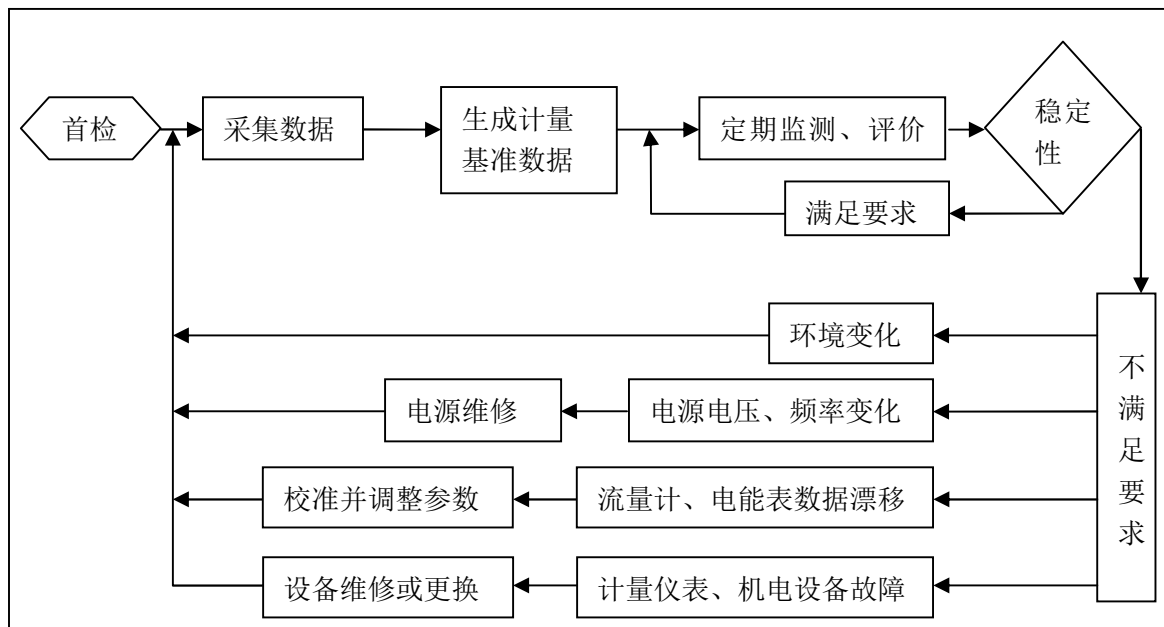 首检
采集数据
生成计量
基准数据
定期监测、评价
稳定
性
满足要求
环境变化
不满足要求
电源维修
电源电压、频率变化
校准并调整参数
流量计、电能表数据漂移
设备维修或更换
计量仪表、机电设备故障